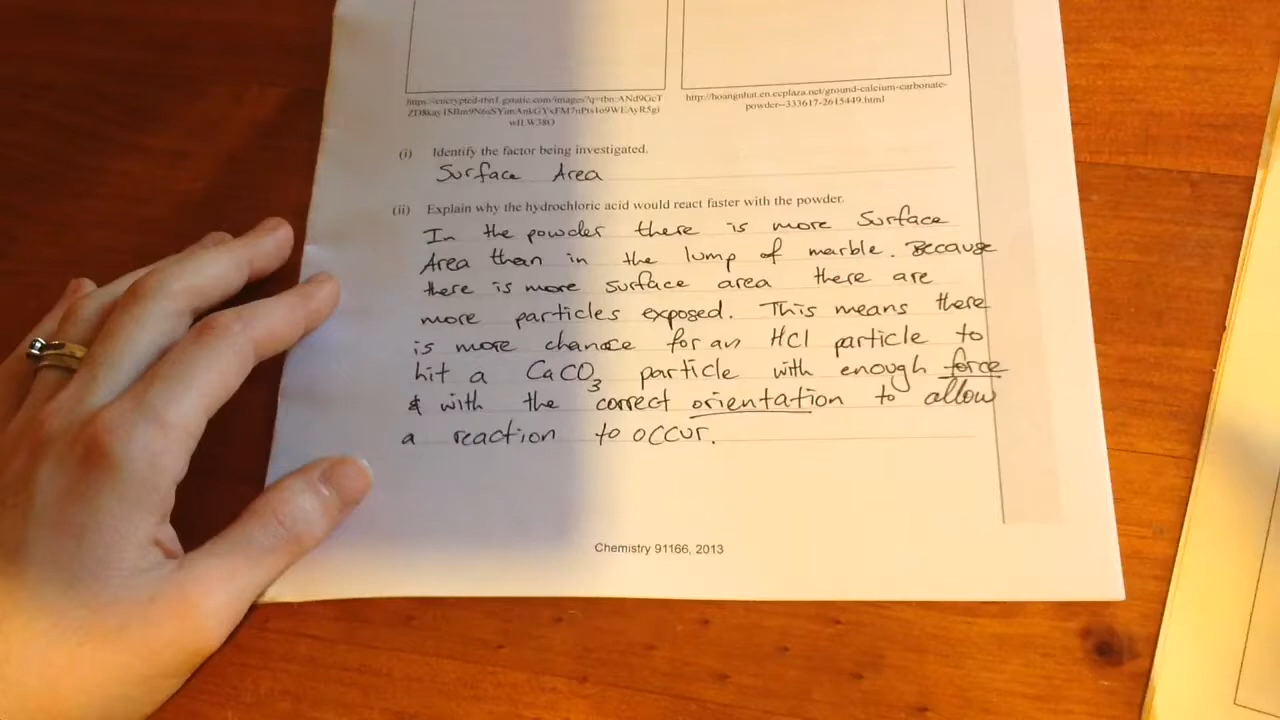 http://hoangnhat.en.ecplaza.net/ground-calcium-carbonate-
powder--333617-2615449.html
(i) Identify the factor being investigated.
Surface Area
(ii) Explain why the hydrochloric acid would react faster with the powder.
In the powder there is more Surface
Area than in the lump of marble. Because
there is more surface area there are
more particles exposed. This means there
is more chance for an HCl particle to
hit a CaCO₃ particle with enough force
& with the correct orientation to allow
a reaction to occur.
Chemistry 91166, 2013